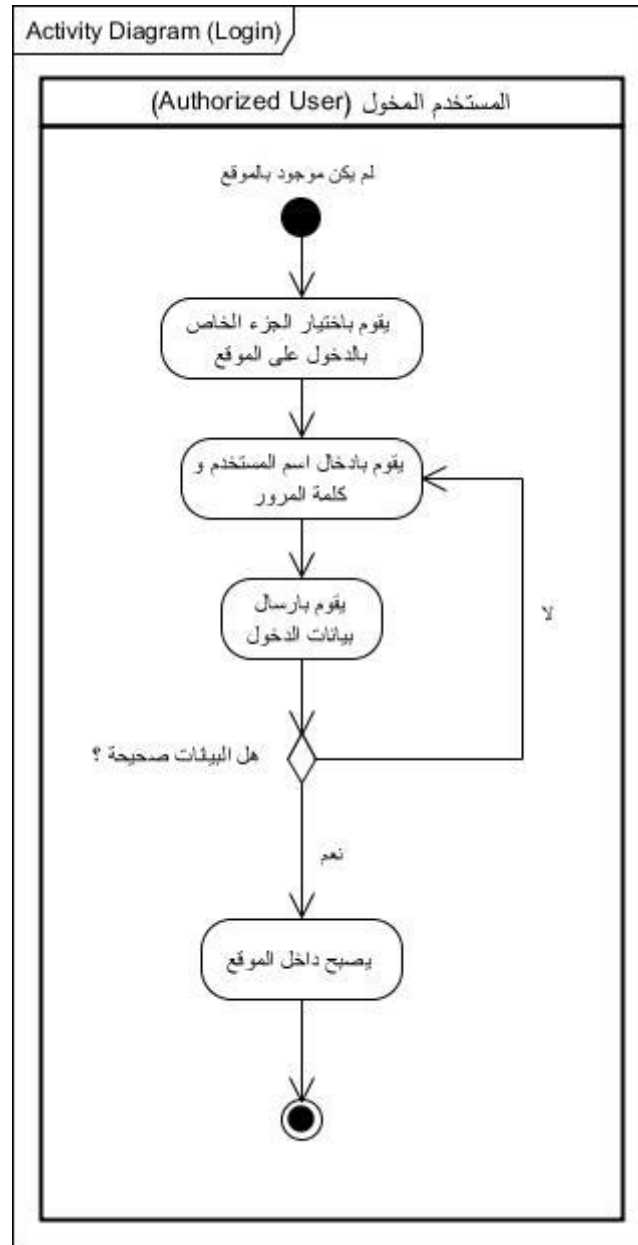 Activity Diagram (Login)
المستخدم المخول (Authorized User)
لم يكن موجود بالموقع
يقوم باختيار الجزء الخاص
بالدخول على الموقع
يقوم بادخال اسم المستخدم و
كلمة المرور
يقوم بارسال
بيانات الدخول
لا
هل البيانات صحيحة ؟
نعم
يصبح داخل الموقع